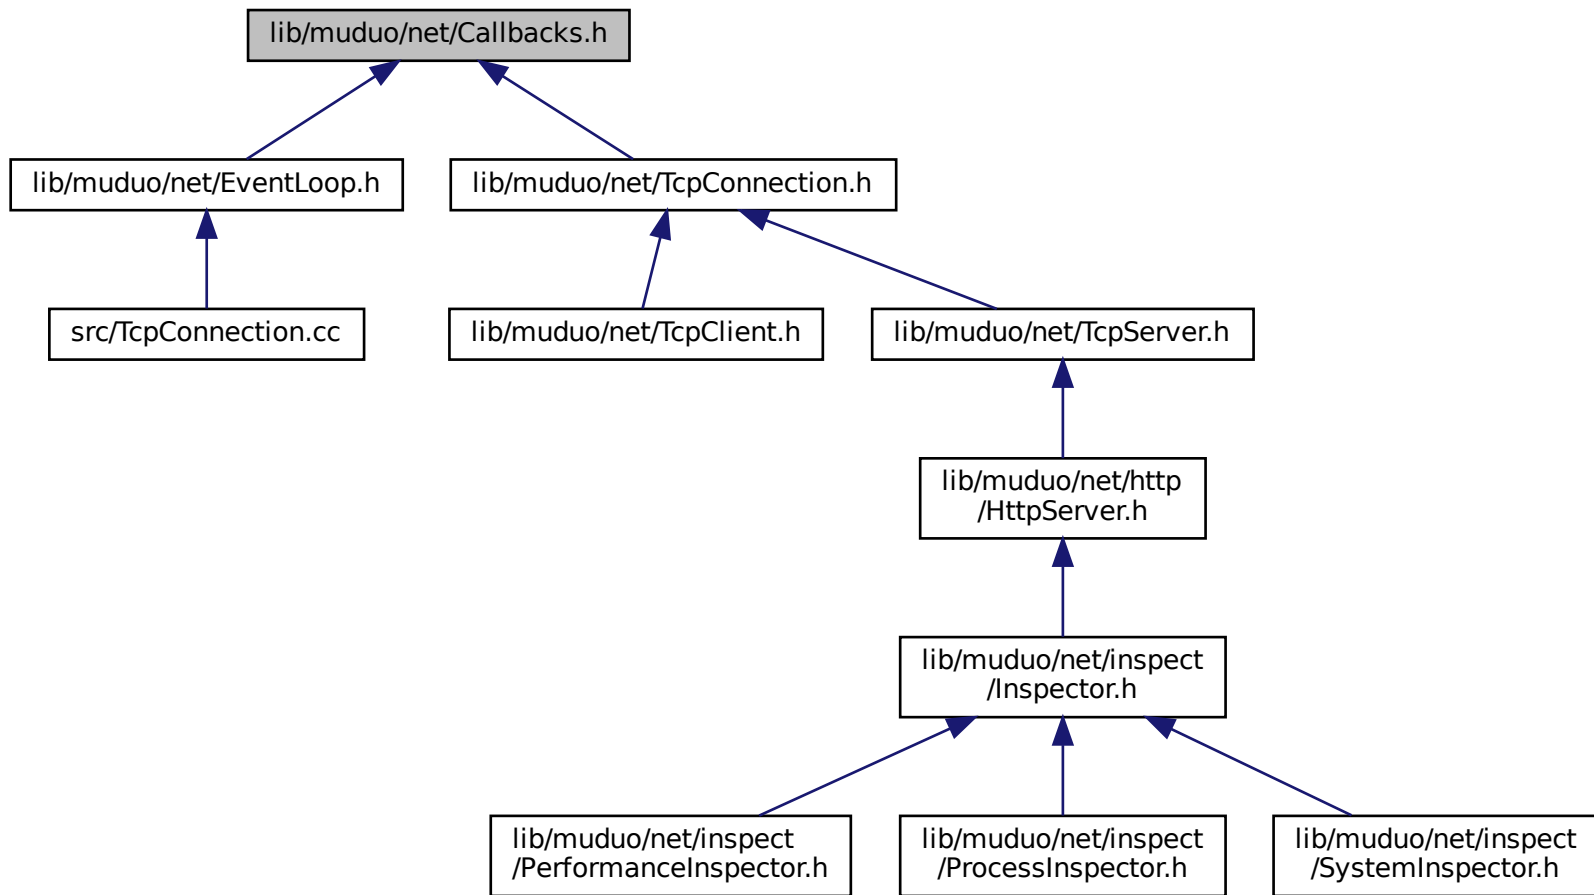 lib/muduo/net/Callbacks.h
lib/muduo/net/EventLoop.h
lib/muduo/net/TcpConnection.h
src/TcpConnection.cc
lib/muduo/net/TcpClient.h
lib/muduo/net/TcpServer.h
lib/muduo/net/http
/HttpServer.h
lib/muduo/net/inspect
/Inspector.h
lib/muduo/net/inspect
/PerformanceInspector.h
lib/muduo/net/inspect
/ProcessInspector.h
lib/muduo/net/inspect
/SystemInspector.h